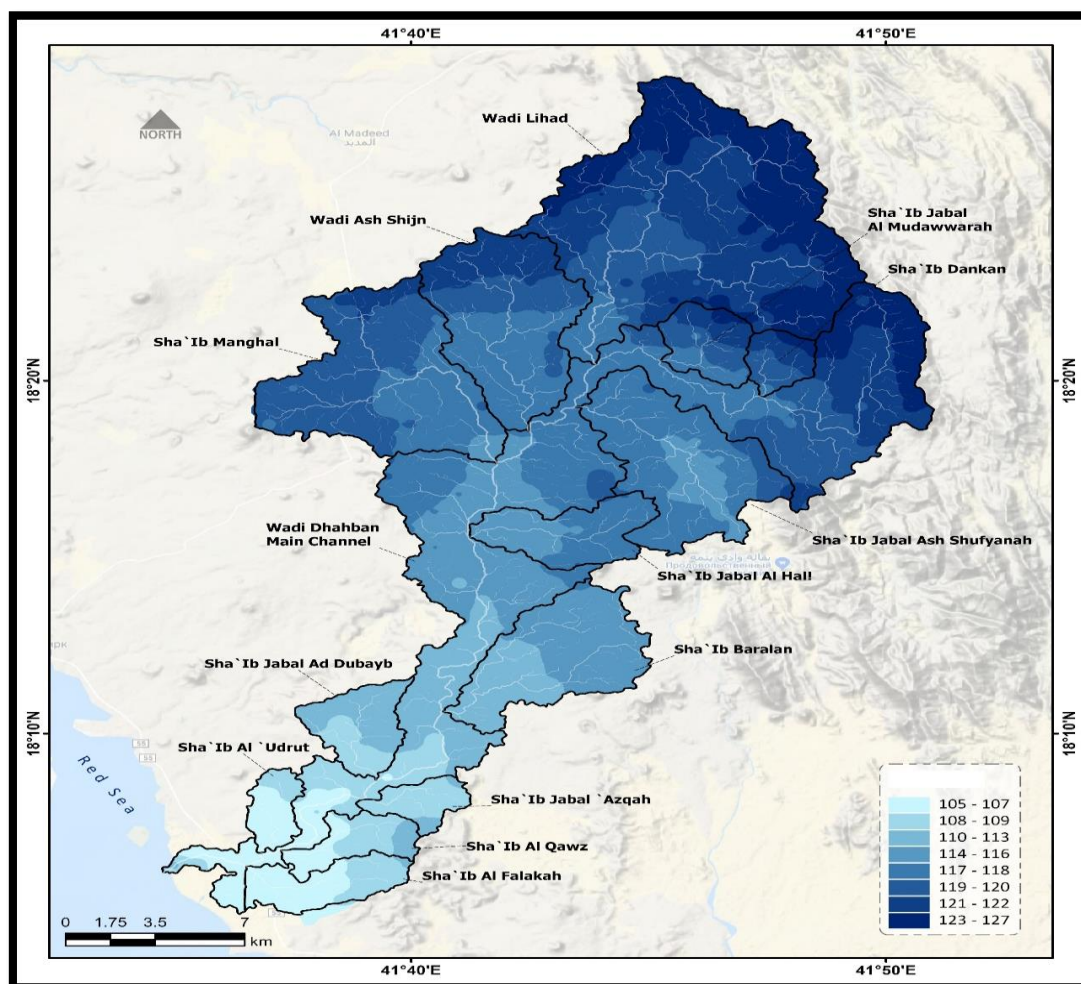 41°40'E
41°50'E
NORTH
Al Madeed
المديد
Wadi Lihad
Wadi Ash Shijn
Sha`Ib Jabal
Al Mudawwarah
Sha`Ib Dankan
Sha`Ib Manghal
18°20'N
18°20'N
Wadi Dhahban
Main Channel
Sha`Ib Jabal Ash Shufyanah
Продовольственный
Sha`Ib Jabal Al Hal!
Sha`Ib Baralan
Sha`Ib Jabal Ad Dubayb
18°10'N
18°10'N
55
55
Sha`Ib Al `Udrut
Red Sea
Sha`Ib Jabal `Azqah
Sha`Ib Al Qawz
Sha`Ib Al Falakah
105 - 107
108 - 109
110 - 113
114 - 116
117 - 118
119 - 120
121 - 122
123 - 127
0 1.75 3.5 7
km
41°40'E
41°50'E